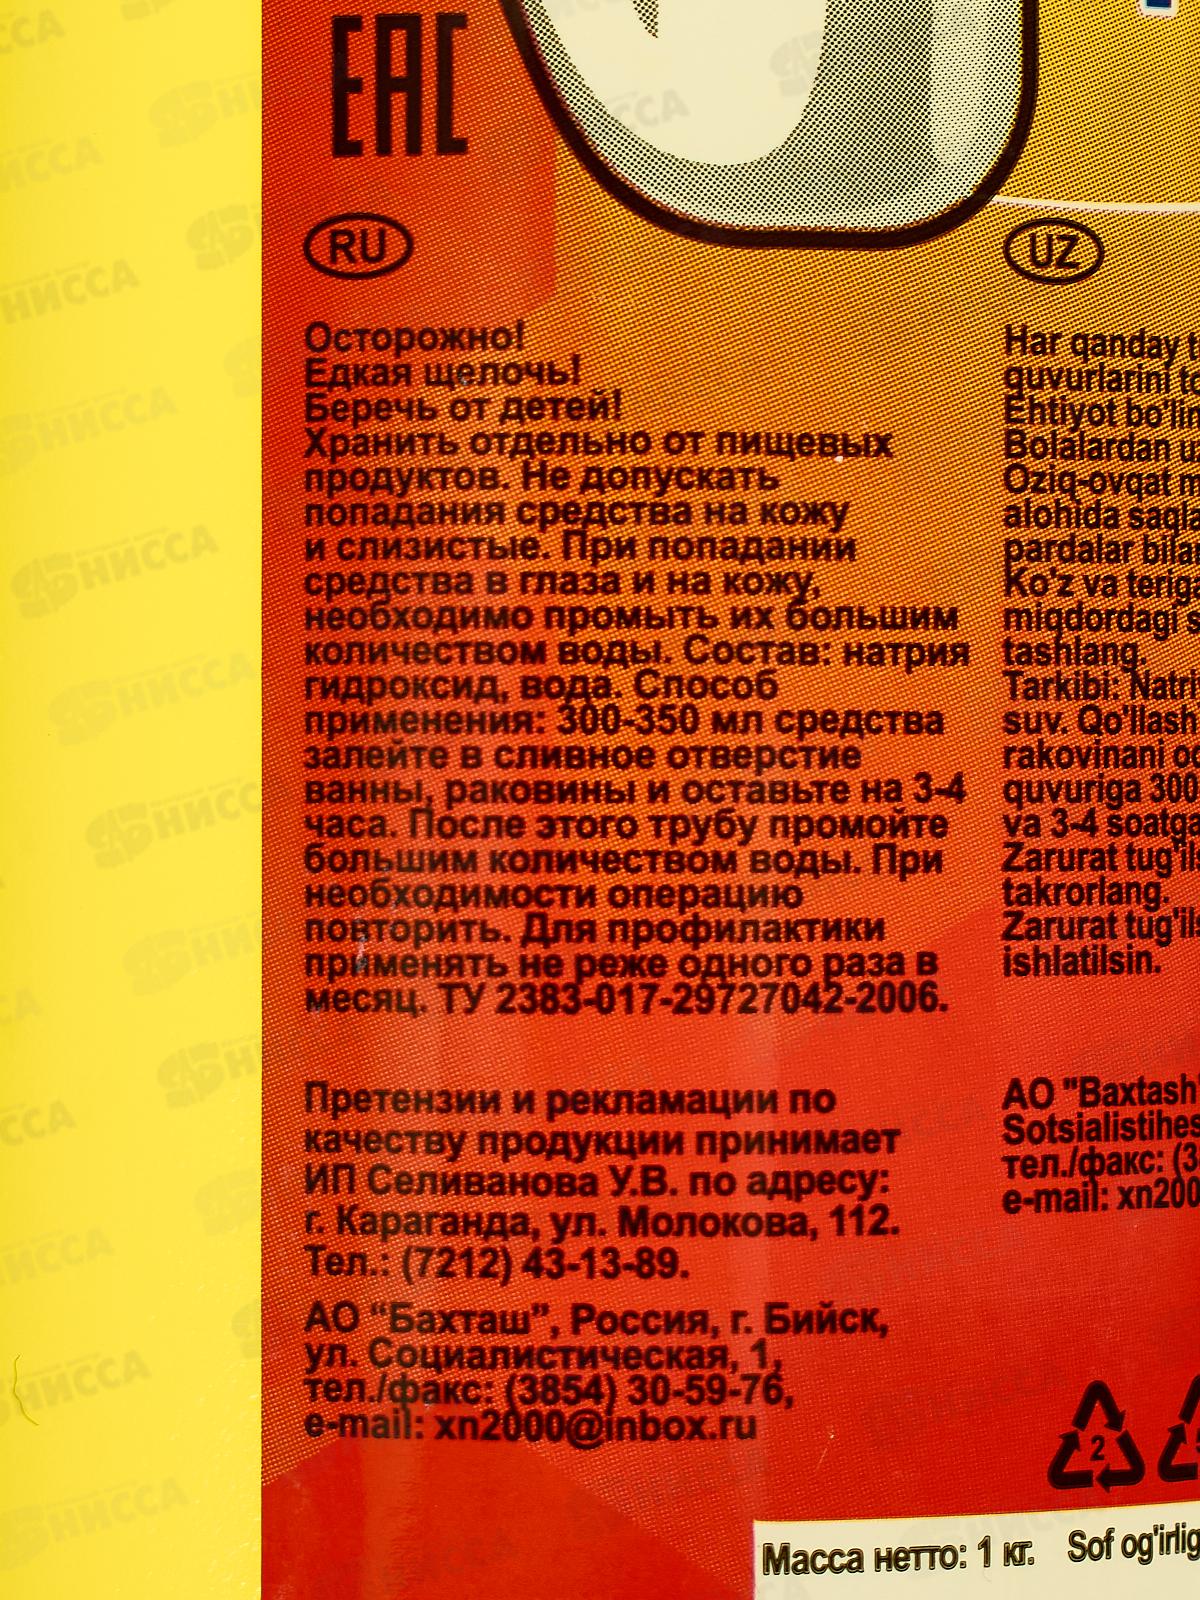 ЕАС
RU
Осторожно!
Едкая щелочь!
Беречь от детей!
Хранить отдельно от пищевых
продуктов. Не допускать
попадания средства на кожу
и слизистые. При попадании
средства в глаза и на кожу,
необходимо промыть их большим
количеством воды. Состав: натрия
гидроксид, вода. Способ
применения: 300-350 мл средства
залейте в сливное отверстие
ванны, раковины и оставьте на 3-4
часа. После этого трубу промойте
большим количеством воды. При
необходимости операцию
повторить. Для профилактики
применять не реже одного раза в
месяц. ТУ 2383-017-29727042-2006.
Претензии и рекламации по
качеству продукции принимает
ИП Селиванова У.В. по адресу:
г. Караганда, ул. Молокова, 112.
Тел.: (7212) 43-13-89.
АО “Бахташ”, Россия, г. Бийск,
ул. Социалистическая, 1,
тел./факс: (3854) 30-59-76,
e-mail: xn2000@inbox.ru
UZ
Har qanday
quvurlarini
Ehtiyot
Bolalardan
Oziq-ovqat
alohida
pardalar
Ko'z va
miqdordagi
tashlang.
Tarkibi:
suv.
rakovinani
quvuriga 300
va 3-4
Zarurat
takrorlang.
Zarurat
ishlatilsin.
АО "Baxtash"
тел./факс:
e-mail:
2
Масса нетто: 1 кг. Sof
НИССА